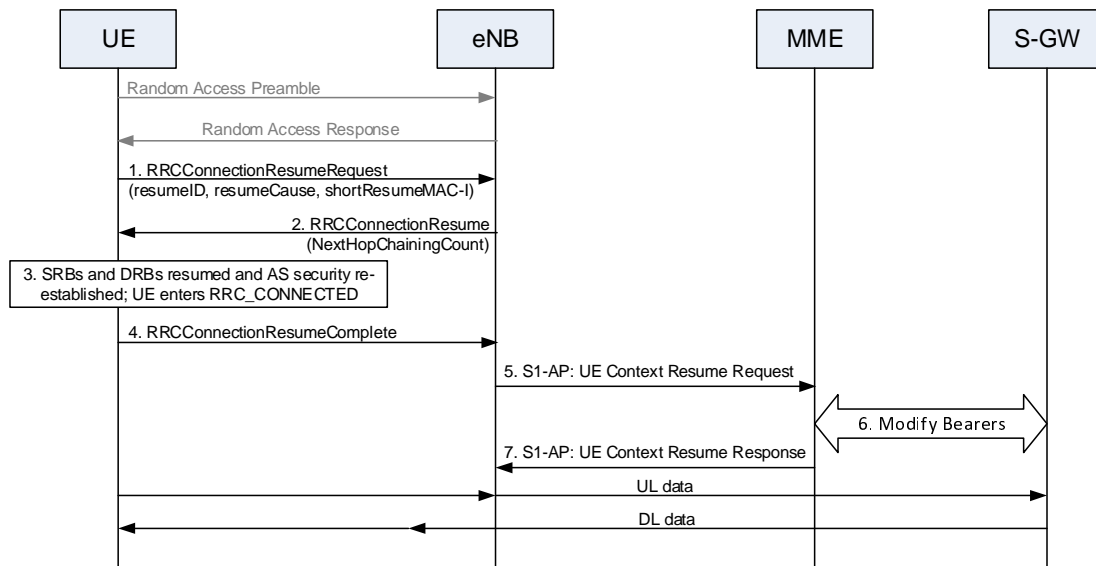 UE
eNB
MME
S-GW
Random Access Preamble
Random Access Response
1. RRCConnectionResumeRequest
(resumeID, resumeCause, shortResumeMAC-I)
2. RRCConnectionResume
(NextHopChainingCount)
3. SRBs and DRBs resumed and AS security re-
established; UE enters RRC_CONNECTED
4. RRCConnectionResumeComplete
5. S1-AP: UE Context Resume Request
6. Modify Bearers
7. S1-AP: UE Context Resume Response
UL data
DL data